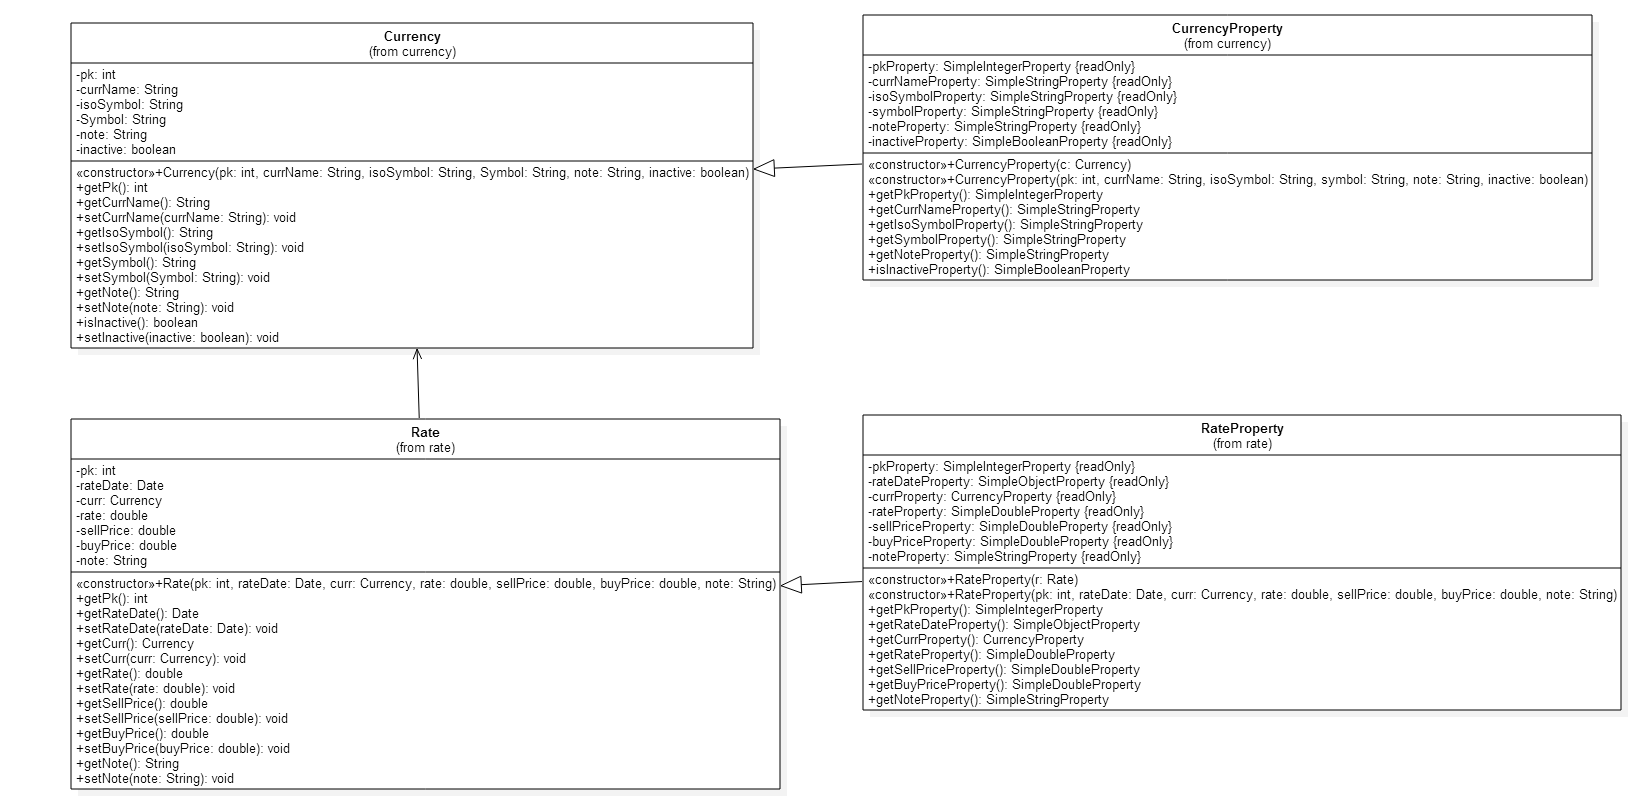 Currency
(from currency)
-pk: int
-currName: String
-isoSymbol: String
-Symbol: String
-note: String
-inactive: boolean
«constructor»+Currency(pk: int, currName: String, isoSymbol: String, Symbol: String, note: String, inactive: boolean)
+getPk(): int
+getCurrName(): String
+setCurrName(currName: String): void
+getIsoSymbol(): String
+setIsoSymbol(isoSymbol: String): void
+getSymbol(): String
+setSymbol(Symbol: String): void
+getNote(): String
+setNote(note: String): void
+isInactive(): boolean
+setInactive(inactive: boolean): void
CurrencyProperty
(from currency)
-pkProperty: SimpleIntegerProperty {readOnly}
-currNameProperty: SimpleStringProperty {readOnly}
-isoSymbolProperty: SimpleStringProperty {readOnly}
-symbolProperty: SimpleStringProperty {readOnly}
-noteProperty: SimpleStringProperty {readOnly}
-inactiveProperty: SimpleBooleanProperty {readOnly}
«constructor»+CurrencyProperty(c: Currency)
«constructor»+CurrencyProperty(pk: int, currName: String, isoSymbol: String, symbol: String, note: String, inactive: boolean)
+getPkProperty(): SimpleIntegerProperty
+getCurrNameProperty(): SimpleStringProperty
+getIsoSymbolProperty(): SimpleStringProperty
+getSymbolProperty(): SimpleStringProperty
+getNoteProperty(): SimpleStringProperty
+isInactiveProperty(): SimpleBooleanProperty
Rate
(from rate)
-pk: int
-rateDate: Date
-curr: Currency
-rate: double
-sellPrice: double
-buyPrice: double
-note: String
«constructor»+Rate(pk: int, rateDate: Date, curr: Currency, rate: double, sellPrice: double, buyPrice: double, note: String)
+getPk(): int
+getRateDate(): Date
+setRateDate(rateDate: Date): void
+getCurr(): Currency
+setCurr(curr: Currency): void
+getRate(): double
+setRate(rate: double): void
+getSellPrice(): double
+setSellPrice(sellPrice: double): void
+getBuyPrice(): double
+setBuyPrice(buyPrice: double): void
+getNote(): String
+setNote(note: String): void
RateProperty
(from rate)
-pkProperty: SimpleIntegerProperty {readOnly}
-rateDateProperty: SimpleObjectProperty {readOnly}
-currProperty: CurrencyProperty {readOnly}
-rateProperty: SimpleDoubleProperty {readOnly}
-sellPriceProperty: SimpleDoubleProperty {readOnly}
-buyPriceProperty: SimpleDoubleProperty {readOnly}
-noteProperty: SimpleStringProperty {readOnly}
«constructor»+RateProperty(r: Rate)
«constructor»+RateProperty(pk: int, rateDate: Date, curr: Currency, rate: double, sellPrice: double, buyPrice: double, note: String)
+getPkProperty(): SimpleIntegerProperty
+getRateDateProperty(): SimpleObjectProperty
+getCurrProperty(): CurrencyProperty
+getRateProperty(): SimpleDoubleProperty
+getSellPriceProperty(): SimpleDoubleProperty
+getBuyPriceProperty(): SimpleDoubleProperty
+getNoteProperty(): SimpleStringProperty